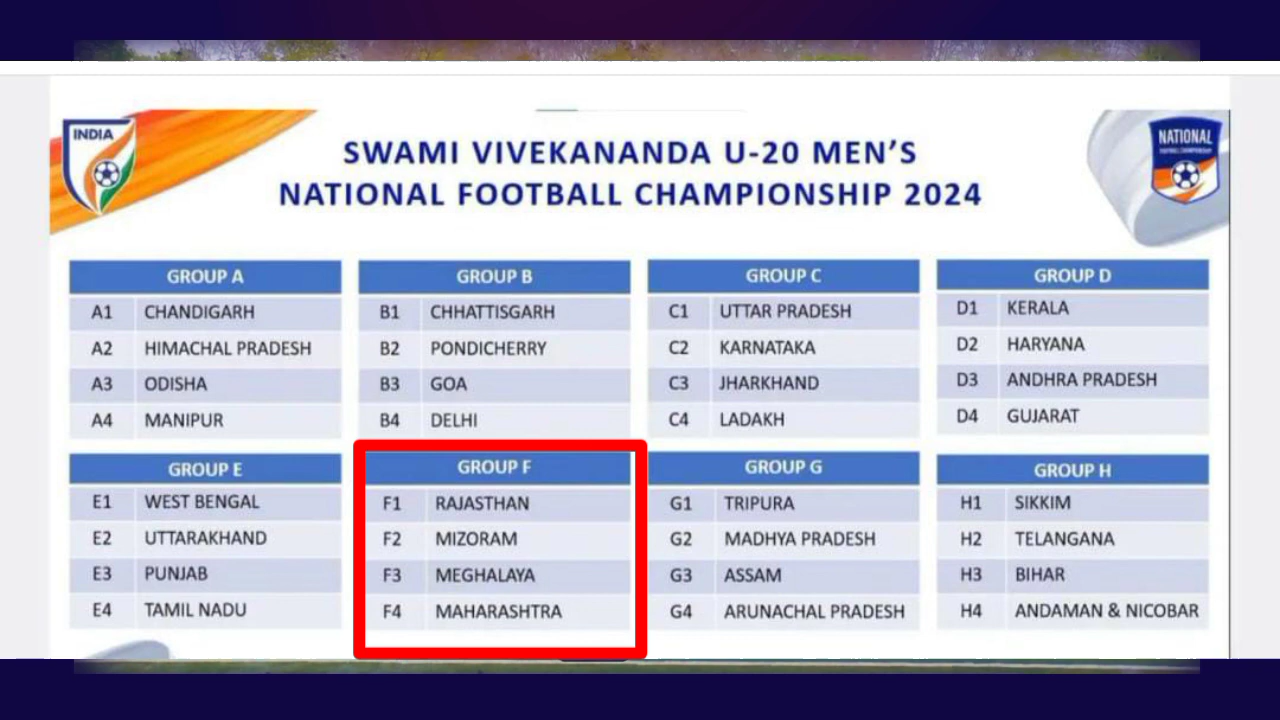 INDIA
NATIONAL
SWAMI VIVEKANANDA U-20 MEN'S
NATIONAL FOOTBALL CHAMPIONSHIP 2024
GROUP A
A1 CHANDIGARH
A2 HIMACHAL PRADESH
A3 ODISHA
A4 MANIPUR
GROUP B
B1 CHHATTISGARH
B2 PONDICHERRY
B3 GOA
B4 DELHI
GROUP C
C1 UTTAR PRADESH
C2 KARNATAKA
C3 JHARKHAND
C4 LADAKH
GROUP D
D1 KERALA
D2 HARYANA
D3 ANDHRA PRADESH
D4 GUJARAT
GROUP E
E1 WEST BENGAL
E2 UTTARAKHAND
E3 PUNJAB
E4 TAMIL NADU
GROUP F
F1 RAJASTHAN
F2 MIZORAM
F3 MEGHALAYA
F4 MAHARASHTRA
GROUP G
G1 TRIPURA
G2 MADHYA PRADESH
G3 ASSAM
G4 ARUNACHAL PRADESH
GROUP H
H1 SIKKIM
H2 TELANGANA
H3 BIHAR
H4 ANDAMAN & NICOBAR